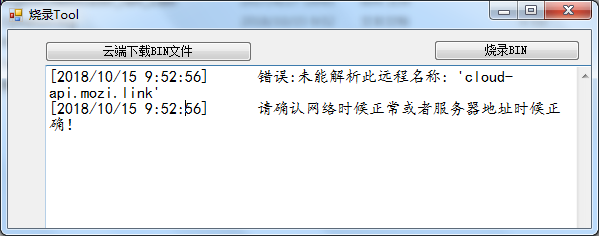 烧录Tool
云端下载BIN文件 烧录BIN
[2018/10/15 9:52:56] 错误:未能解析此远程名称: 'cloud-
api.mozi.link'
[2018/10/15 9:52:56] 请确认网络时候正常或者服务器地址时候正
确!